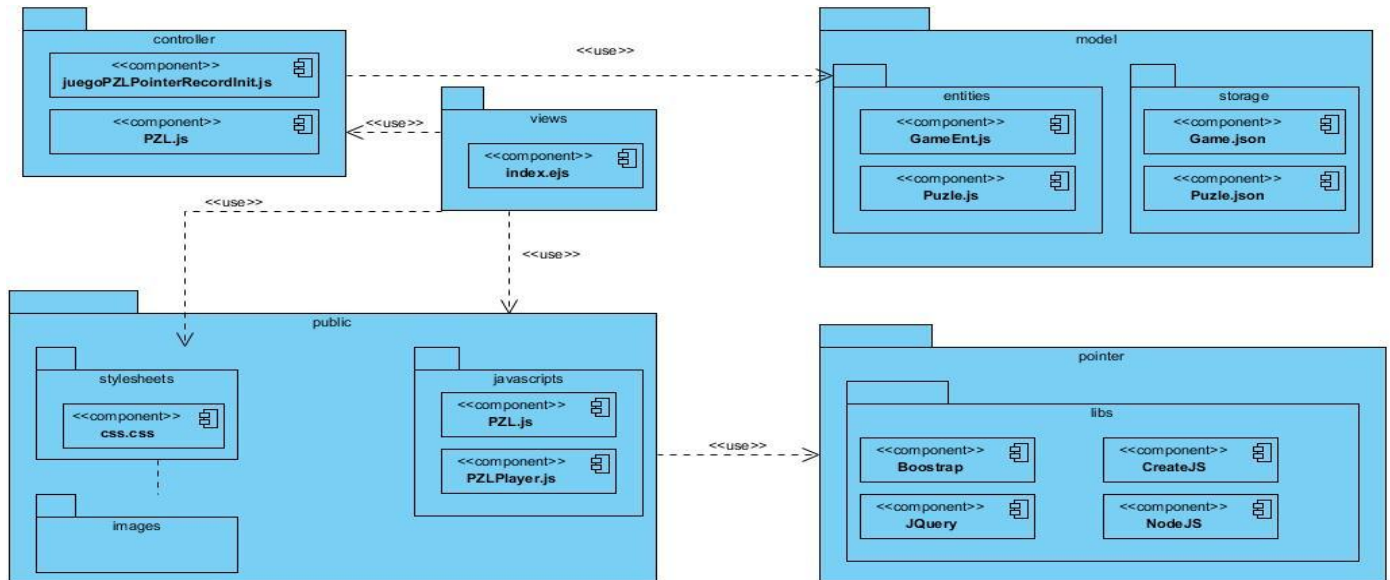 controller
<<component>>
juegoPZLPointerRecordInit.js
<<component>>
PZL.js
<<use>>
<<use>>
views
<<component>>
index.ejs
model
entities
<<component>>
GameEnt.js
<<component>>
Puzle.js
storage
<<component>>
Game.json
<<component>>
Puzle.json
<<use>>
<<use>>
public
stylesheets
<<component>>
css.css
images
javascripts
<<component>>
PZL.js
<<component>>
PZLPlayer.js
<<use>>
pointer
libs
<<component>>
Boostrap
<<component>>
CreateJS
<<component>>
JQuery
<<component>>
NodeJS